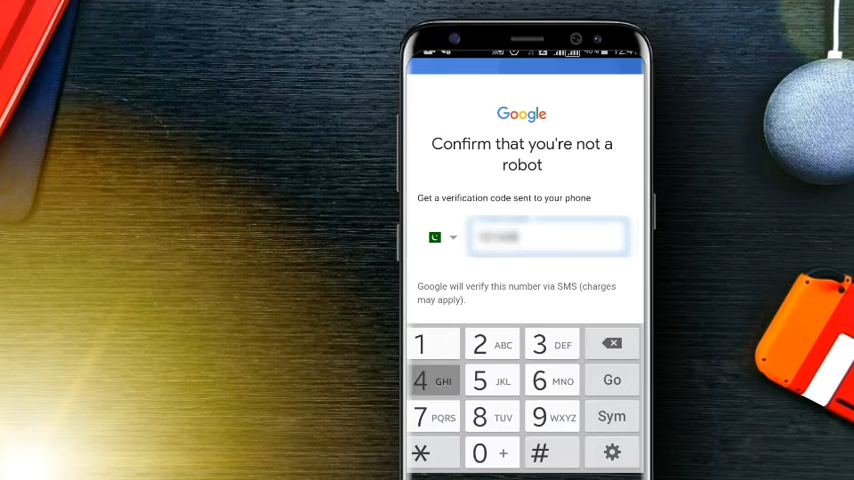 Google
Confirm that you're not a
robot
Get a verification code sent to your phone
Google will verify this number via SMS (charges
may apply).
1
2 ABC
3 DEF
4 GHI
5 JKL
6 MNO
Go
7 PQRS
8 TUV
9 WXYZ
Sym
*
0 +
#